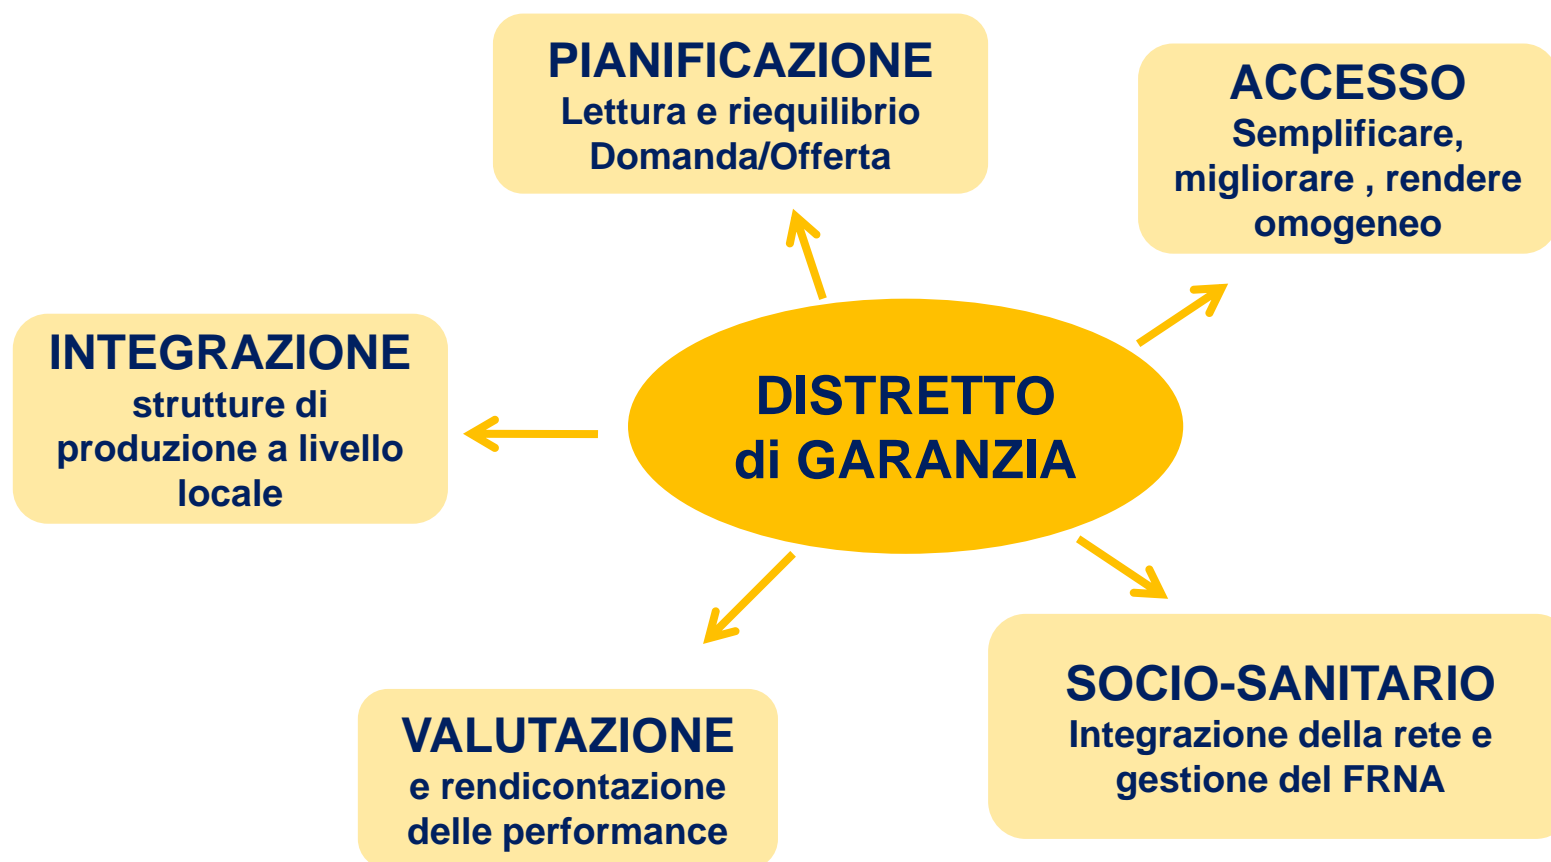 PIANIFICAZIONE
Lettura e riequilibrio
Domanda/Offerta
ACCESSO
Semplificare,
migliorare , rendere
omogeneo
INTEGRAZIONE
strutture di
produzione a livello
locale
DISTRETTO
di GARANZIA
SOCIO-SANITARIO
Integrazione della rete e
gestione del FRNA
VALUTAZIONE
e rendicontazione
delle performance